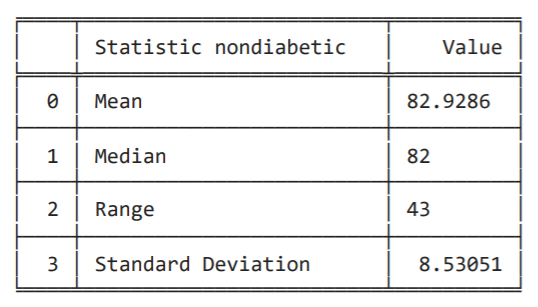 Statistic nondiabetic Value
0 Mean 82.9286
1 Median 82
2 Range 43
3 Standard Deviation 8.53051